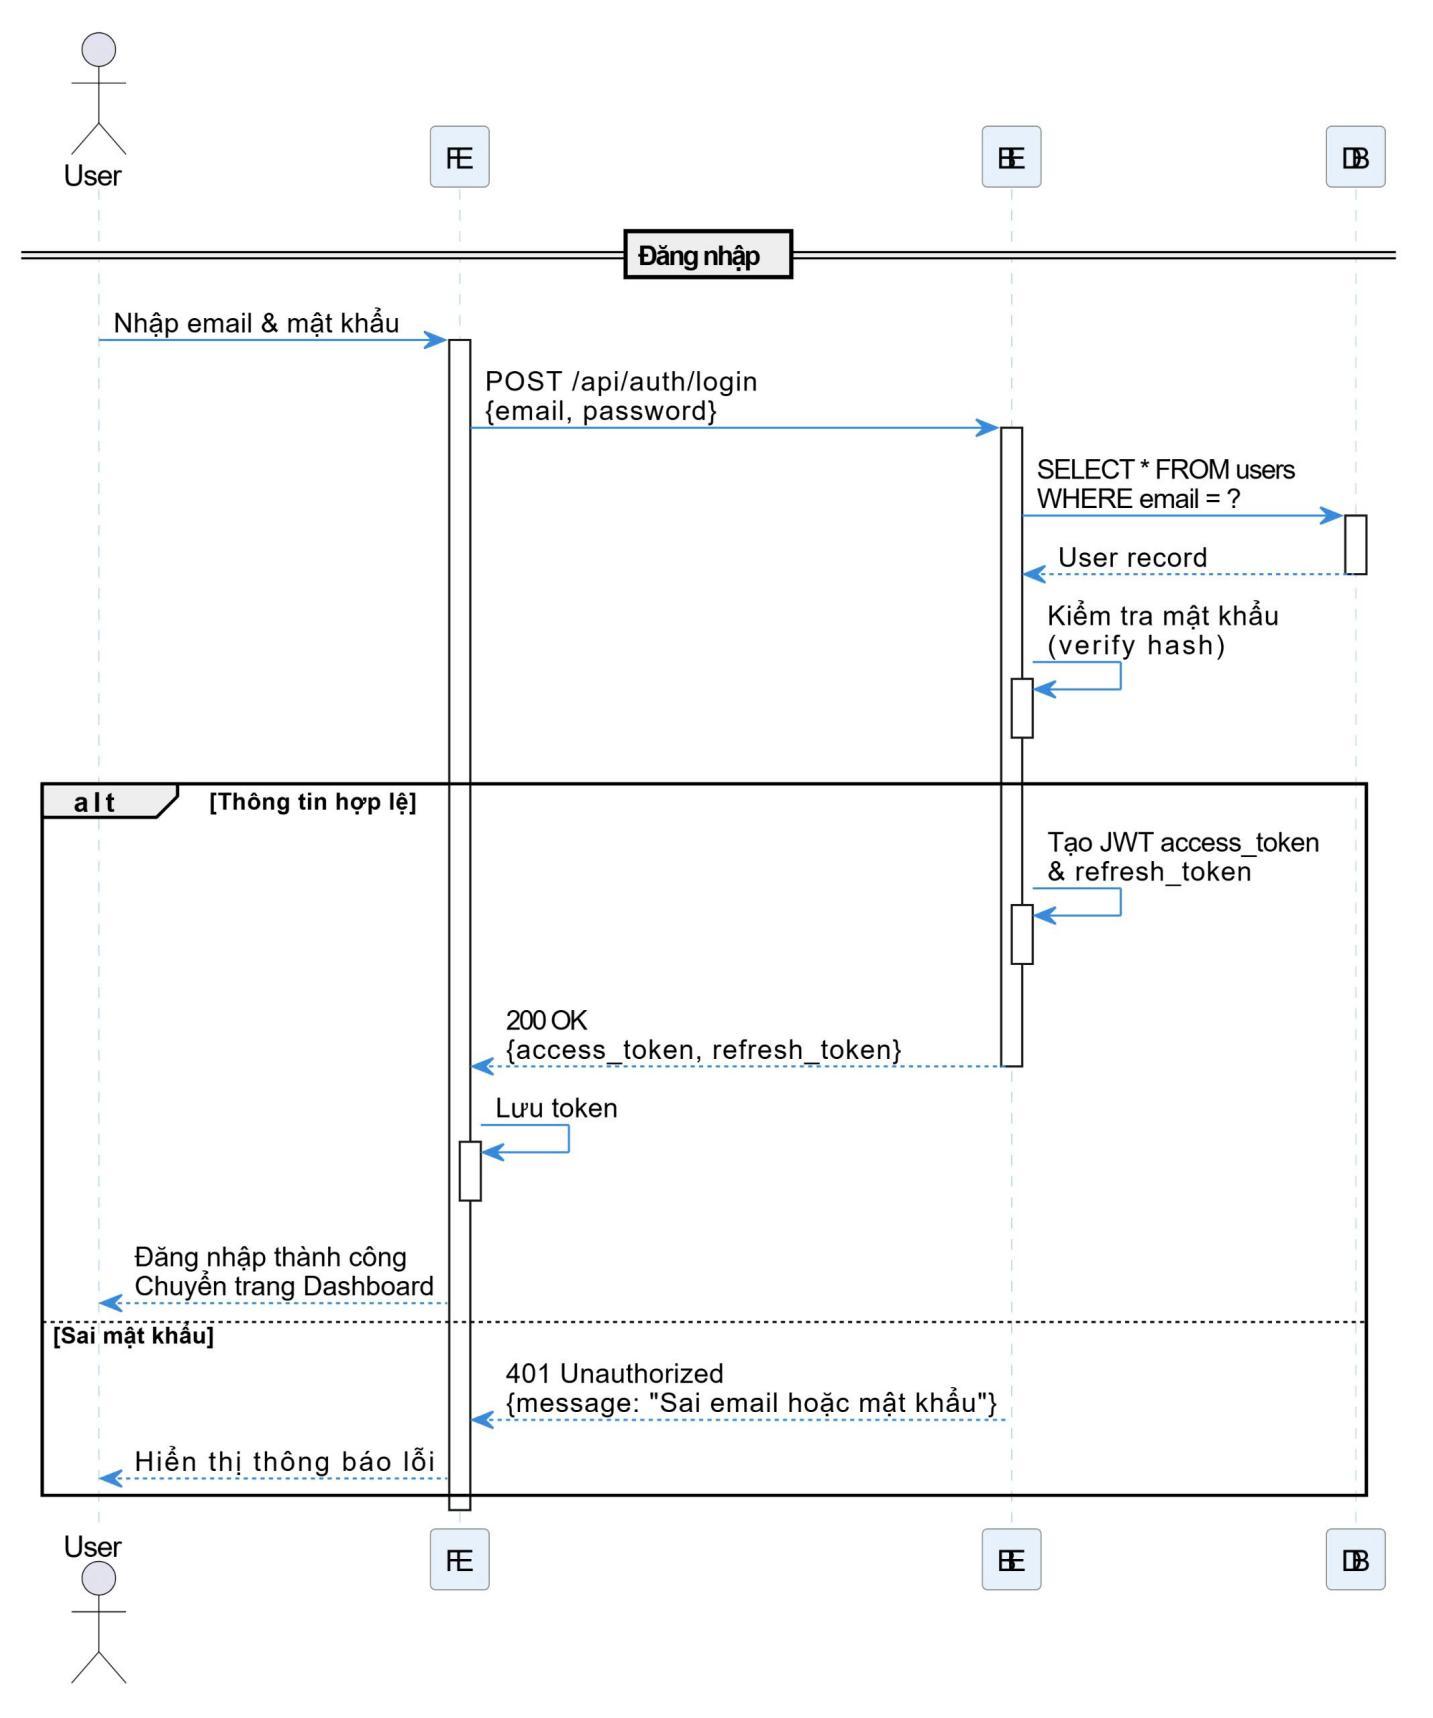 User
FE
BE
DB
Đăng nhập
Nhập email & mật khẩu
POST /api/auth/login
{email, password}
SELECT * FROM users
WHERE email = ?
User record
Kiểm tra mật khẩu
(verify hash)
alt
[Thông tin hợp lệ]
Tạo JWT access_token
& refresh_token
200 OK
{access_token, refresh_token}
Lưu token
Đăng nhập thành công
Chuyển trang Dashboard
[Sai mật khẩu]
401 Unauthorized
{message: "Sai email hoặc mật khẩu"}
Hiển thị thông báo lỗi
User
FE
BE
DB